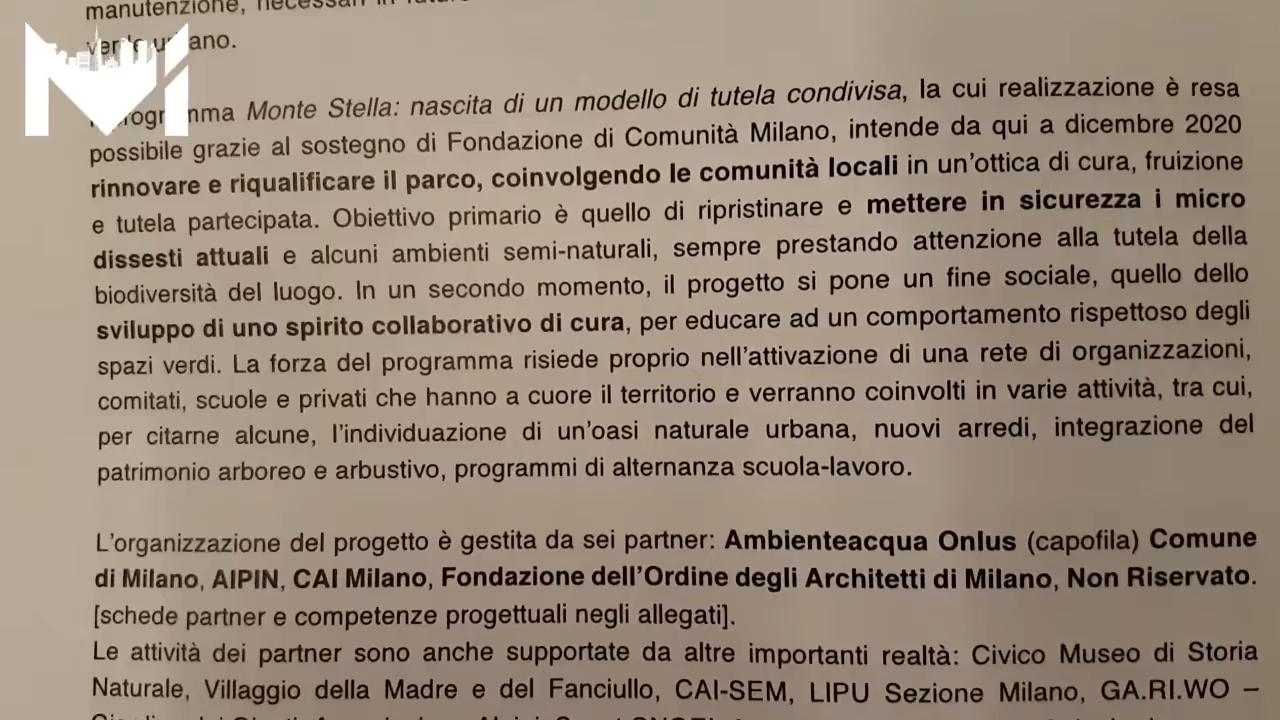 manutenzione, necessari in
verde urbano.
programma Monte Stella: nascita di un modello di tutela condivisa, la cui realizzazione è resa
possibile grazie al sostegno di Fondazione di Comunità Milano, intende da qui a dicembre 2020
rinnovare e riqualificare il parco, coinvolgendo le comunità locali in un'ottica di cura, fruizione
e tutela partecipata. Obiettivo primario è quello di ripristinare e mettere in sicurezza i micro
dissesti attuali e alcuni ambienti semi-naturali, sempre prestando attenzione alla tutela della
biodiversità del luogo. In un secondo momento, il progetto si pone un fine sociale, quello dello
sviluppo di uno spirito collaborativo di cura, per educare ad un comportamento rispettoso degli
spazi verdi. La forza del programma risiede proprio nell'attivazione di una rete di organizzazioni,
comitati, scuole e privati che hanno a cuore il territorio e verranno coinvolti in varie attività, tra cui,
per citarne alcune, l'individuazione di un'oasi naturale urbana, nuovi arredi, integrazione del
patrimonio arboreo e arbustivo, programmi di alternanza scuola-lavoro.
L'organizzazione del progetto è gestita da sei partner: Ambienteacqua Onlus (capofila) Comune
di Milano, AIPIN, CAI Milano, Fondazione dell'Ordine degli Architetti di Milano, Non Riservato.
[schede partner e competenze progettuali negli allegati].
Le attività dei partner sono anche supportate da altre importanti realtà: Civico Museo di Storia
Naturale, Villaggio della Madre e del Fanciullo, CAI-SEM, LIPU Sezione Milano, GA.RI.WO –